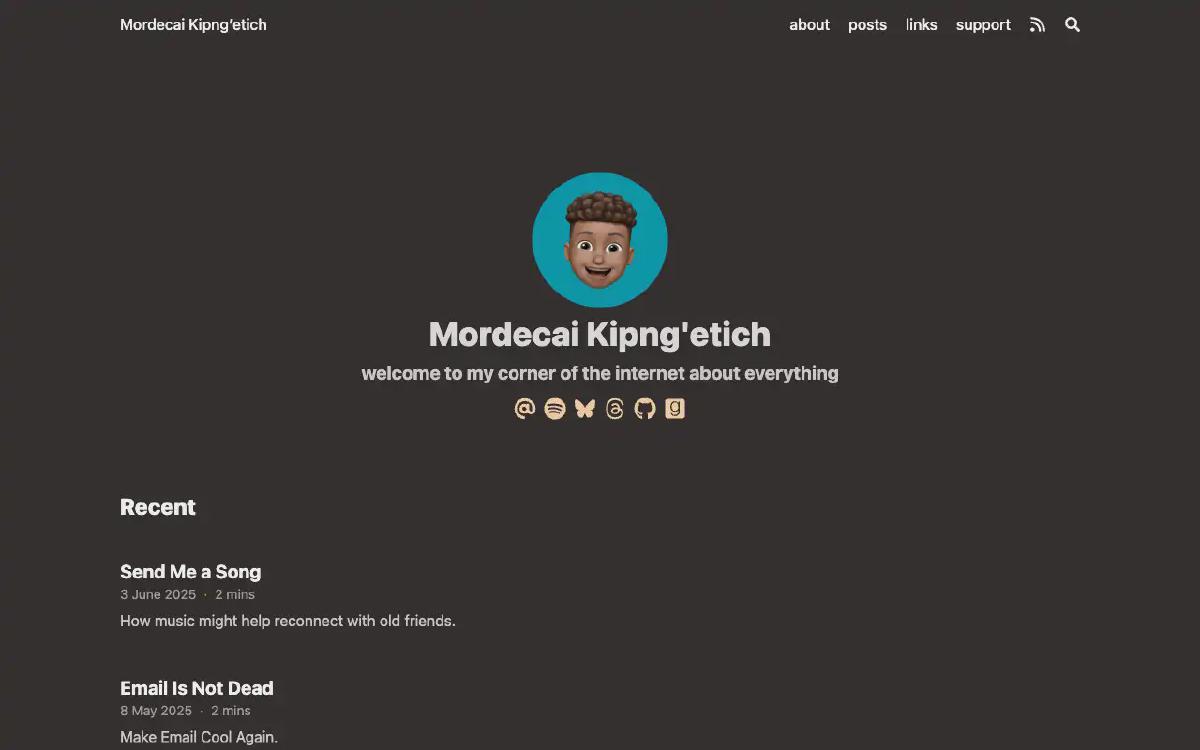 Mordecai Kipng'etich
about posts links support
Mordecai Kipng'etich
welcome to my corner of the internet about everything
Recent
Send Me a Song
3 June 2025 · 2 mins
How music might help reconnect with old friends.
Email Is Not Dead
8 May 2025 · 2 mins
Make Email Cool Again.